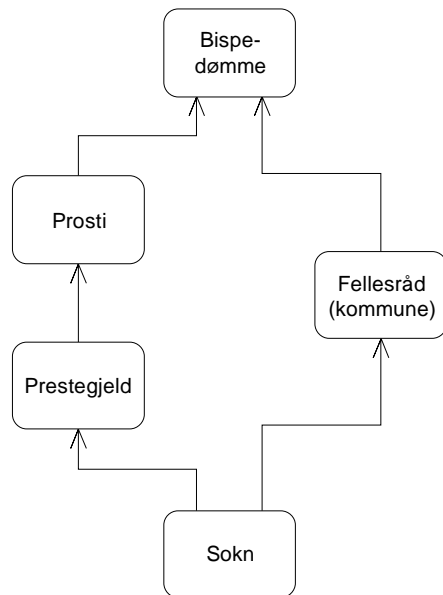 Bispe-
dømme
Prosti
Fellesråd
(kommune)
Prestegjeld
Sokn